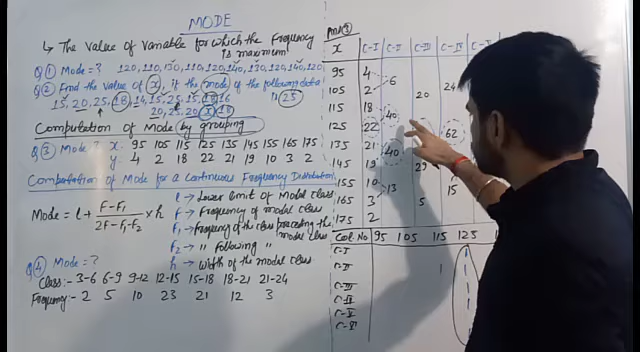 MODE
↳ The value of variable for which the frequency is maximum
Q① Mode = ? 120, 110, 130, 110, 120, 140, 130, 120, 140, 120
Q② Find the value of x, if the mode of the following data is 25
15, 20, 25, 18, 14, 15, 25, 15, 18, 16
20, 25, 20, x, 18
Computation of Mode by grouping
Q③ Mode ? x: 95 105 115 125 135 145 155 165 175
y: 4 2 18 22 21 19 10 3 2
Computation of Mode for a Continuous Frequency Distribution
Mode = l + F-F₁ / 2F-F₁-F₂ × h
l → Lower limit of Modal class
F → Frequency of modal class
F₁ → Frequency of class preceding the modal class
F₂ → " following "
h → Width of the modal class
Q④ Mode = ?
Class:- 3-6 6-9 9-12 12-15 15-18 18-21 21-24
Frequency:- 2 5 10 23 21 12 3
x C-I C-II C-III C-IV
95 4
6
105 2 20 24
115 18
40
125 22 62
135 21
40
145 19 29
155 10 15
13
165 3 5
175 2
Col. No 95 105 115 125
C-I 1
C-II 1
C-III
C-V